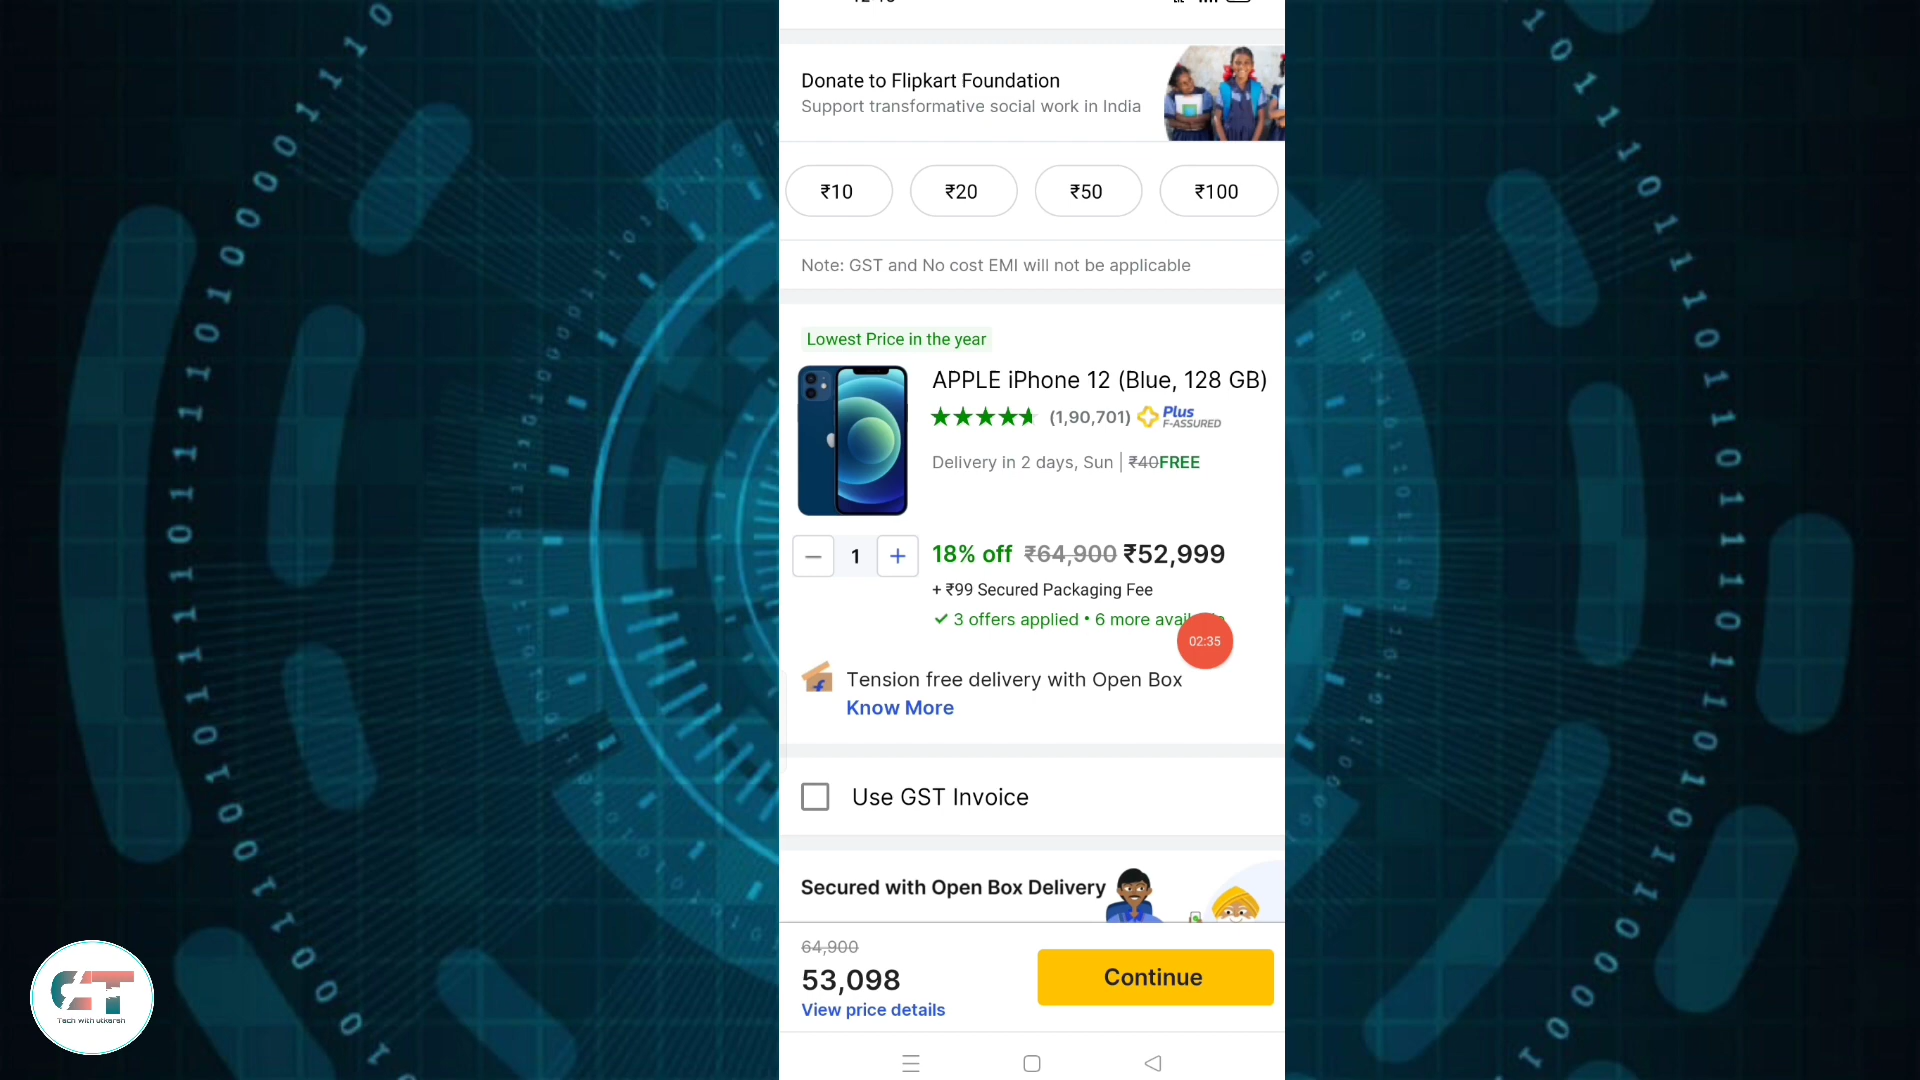 Donate to Flipkart Foundation
Support transformative social work in India
₹10 ₹20 ₹50 ₹100
Note: GST and No cost EMI will not be applicable
Lowest Price in the year
APPLE iPhone 12 (Blue, 128 GB)
(1,90,701) Plus
F-ASSURED
Delivery in 2 days, Sun | ₹40FREE
1
18% off ₹64,900 ₹52,999
+ ₹99 Secured Packaging Fee
3 offers applied • 6 more
02:35
Tension free delivery with Open Box
Know More
Use GST Invoice
Secured with Open Box Delivery
64,900
53,098
Continue
View price details
Tech with utkarsh